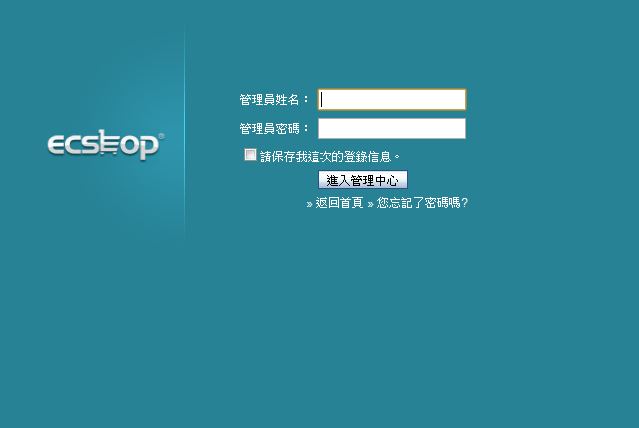 ecshop®
管理員姓名：
管理員密碼：
請保存我這次的登錄信息。
進入管理中心
» 返回首頁 » 您忘記了密碼嗎?